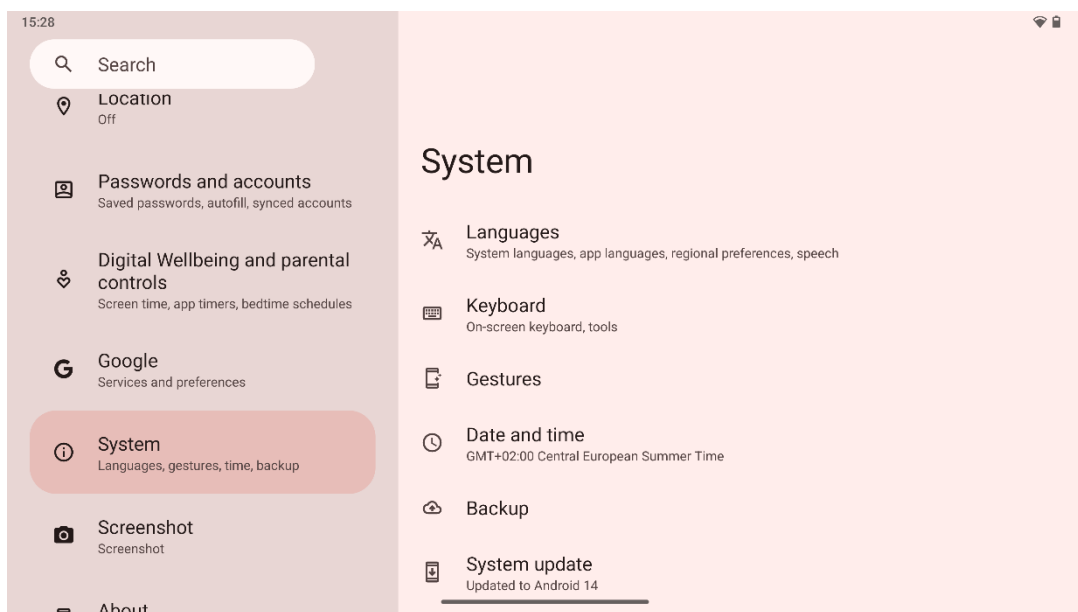 15:28
Search
Location
Off
Passwords and accounts
Saved passwords, autofill, synced accounts
Digital Wellbeing and parental
controls
Screen time, app timers, bedtime schedules
Google
Services and preferences
System
Languages, gestures, time, backup
Screenshot
Screenshot
About
System
Languages
System languages, app languages, regional preferences, speech
Keyboard
On-screen keyboard, tools
Gestures
Date and time
GMT+02:00 Central European Summer Time
Backup
System update
Updated to Android 14